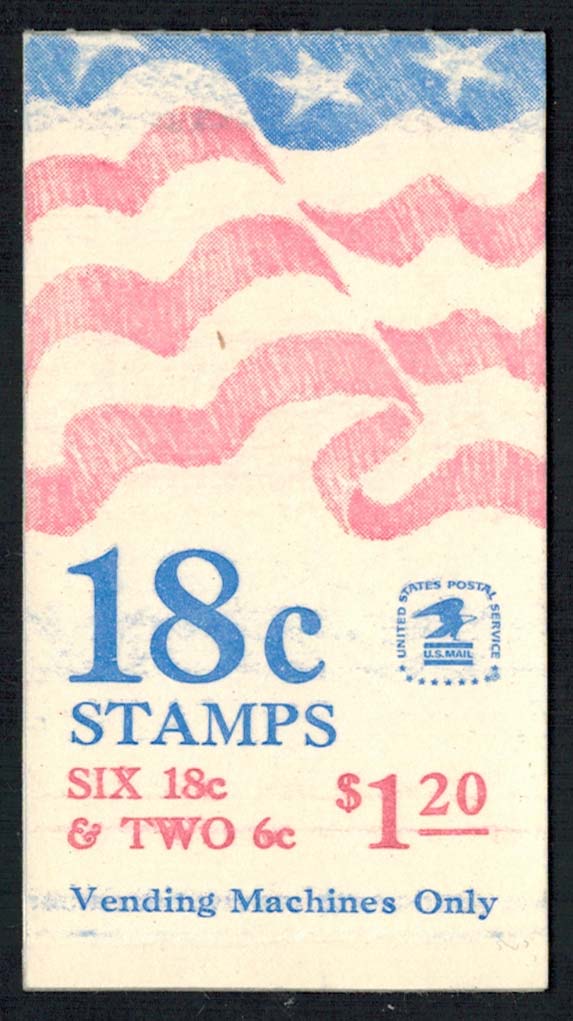 18c
UNITED STATES POSTAL SERVICE
U.S.MAIL
STAMPS
SIX 18c
& TWO 6c
$1 20
Vending Machines Only